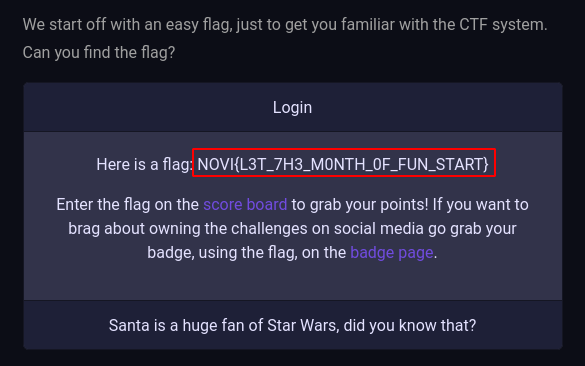 We start off with an easy flag, just to get you familiar with the CTF system.
Can you find the flag?
Login
Here is a flag: NOVI{L3T_7H3_M0NTH_0F_FUN_START}
Enter the flag on the score board to grab your points! If you want to
brag about owning the challenges on social media go grab your
badge, using the flag, on the badge page.
Santa is a huge fan of Star Wars, did you know that?